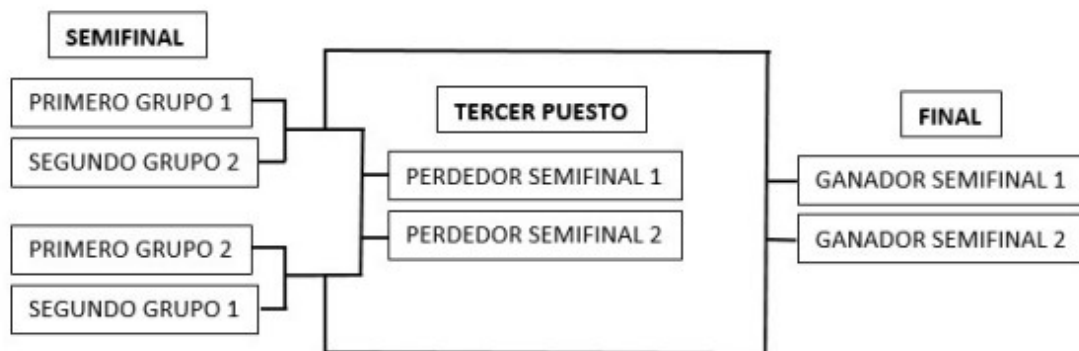 SEMIFINAL
PRIMERO GRUPO 1
SEGUNDO GRUPO 2
PRIMERO GRUPO 2
SEGUNDO GRUPO 1
TERCER PUESTO
PERDEDOR SEMIFINAL 1
PERDEDOR SEMIFINAL 2
FINAL
GANADOR SEMIFINAL 1
GANADOR SEMIFINAL 2